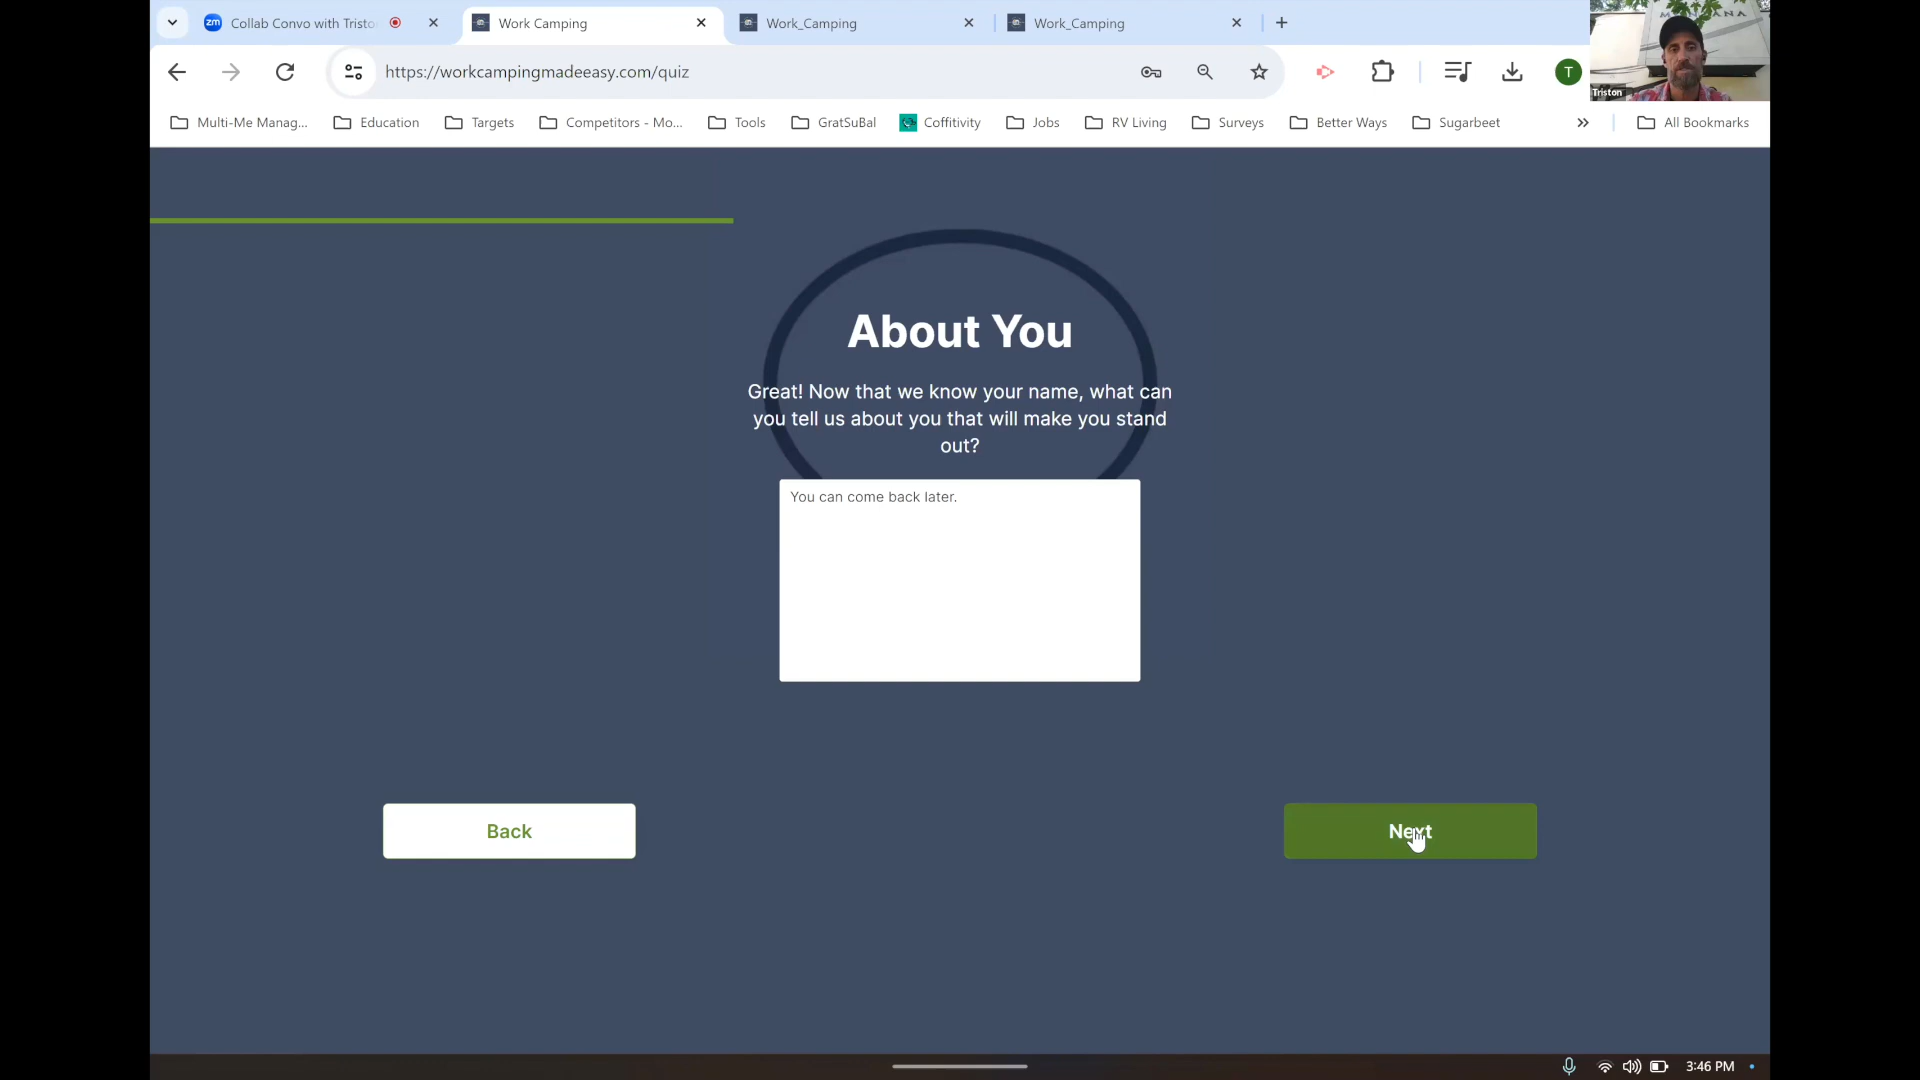 Collab Convo with Tristo
Work Camping
Work_Camping
Work_Camping
https://workcampingmadeeasy.com/quiz
T
MONTANA
Triston
Multi-Me Manag...
Education
Targets
Competitors - Mo...
Tools
GratSuBal
Coffitivity
Jobs
RV Living
Surveys
Better Ways
Sugarbeet
All Bookmarks
About You
Great! Now that we know your name, what can
you tell us about you that will make you stand
out?
You can come back later.
Back
Next
3:46 PM